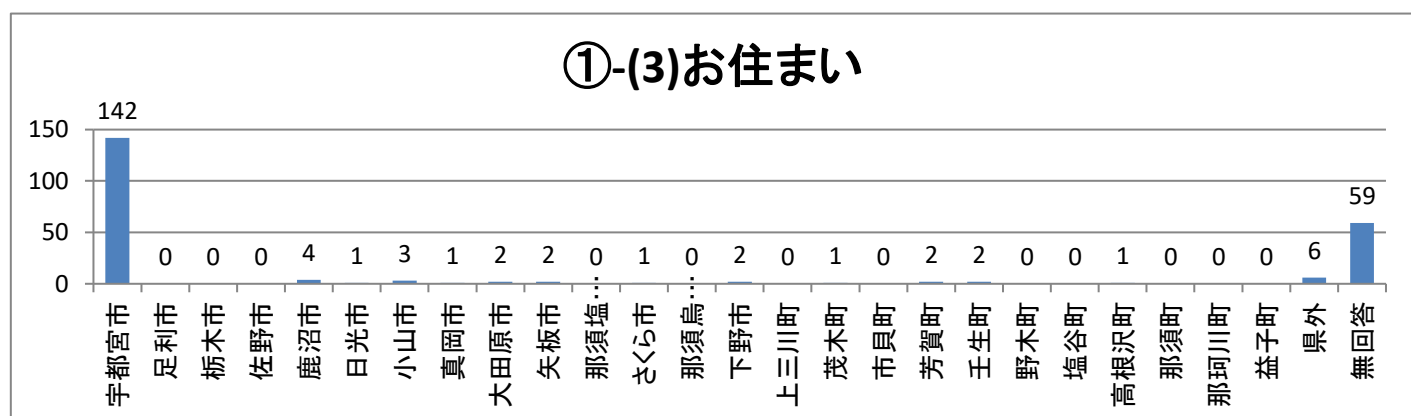 ①-(3)お住まい
142
150
100
50
0
0
0
0
4
1
3
1
2
2
0
1
0
2
0
1
0
2
2
0
0
1
0
0
0
6
59
宇都宮市
足利市
栃木市
佐野市
鹿沼市
日光市
小山市
真岡市
大田原市
矢板市
那須塩…
さくら市
那須烏…
下野市
上三川町
茂木町
市貝町
芳賀町
壬生町
野木町
塩谷町
高根沢町
那須町
那珂川町
益子町
県外
無回答